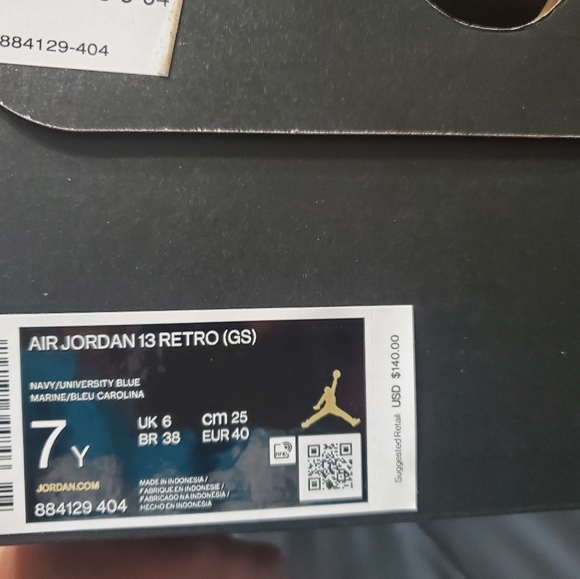 884129-404
AIR JORDAN 13 RETRO (GS)
NAVY/UNIVERSITY BLUE
MARINE/BLEU CAROLINA
7 Y
UK 6 cm 25
BR 38 EUR 40
JORDAN.COM
884129 404
MADE IN INDONESIA /
FABRIQUE EN INDONESIE /
FABRICADO NA INDONESIA /
HECHO EN INDONESIA
Suggested Retail: USD $140.00